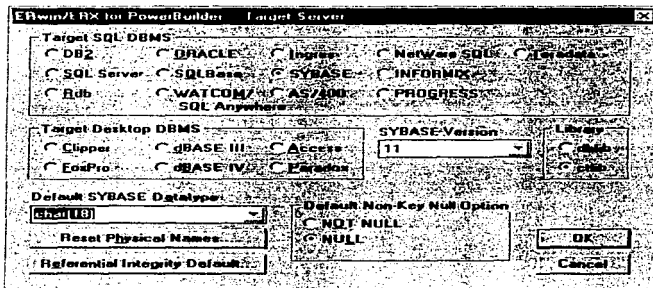 ERwin/ERX for PowerBuilder - Target Server
Target SQL DBMS
DB2 ORACLE Ingres NetWare SQL Teradata
SQL Server SQLBase SYBASE INFORMIX
Rdb WATCOM/ SQL Anywhere AS/400 PROGRESS
Target Desktop DBMS
Clipper dBASE III Access
FoxPro dBASE IV Paradox
SYBASE Version
11
Library
dblib
ctlib
Default SYBASE Datatype
char(18)
Default Non-Key Null Option
NOT NULL
NULL
Reset Physical Names...
Referential Integrity Default...
OK
Cancel